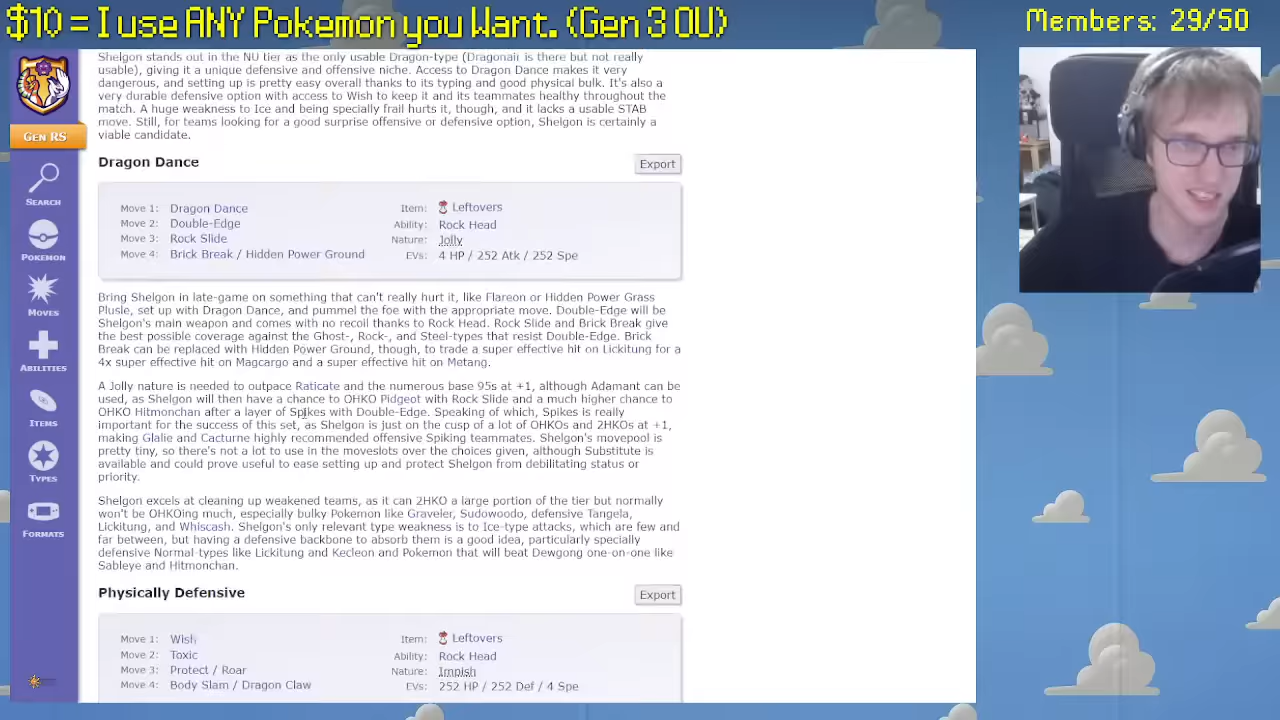 $10 = I use ANY Pokemon you Want. (Gen 3 OU)
Members: 29/50
GEN RS
SEARCH
POKEMON
MOVES
ABILITIES
ITEMS
TYPES
FORMATS
Shelgon stands out in the NU tier as the only usable Dragon-type (Dragonair is there but not really
usable), giving it a unique defensive and offensive niche. Access to Dragon Dance makes it very
dangerous, and setting up is pretty easy overall thanks to its typing and good physical bulk. It's also a
very durable defensive option with access to Wish to keep it and its teammates healthy throughout the
match. A huge weakness to Ice and being specially frail hurts it, though, and it lacks a usable STAB
move. Still, for teams looking for a good surprise offensive or defensive option, Shelgon is certainly a
viable candidate.
Dragon Dance
Export
Move 1: Dragon Dance
Move 2: Double-Edge
Move 3: Rock Slide
Move 4: Brick Break / Hidden Power Ground
Item: Leftovers
Ability: Rock Head
Nature: Jolly
EVs: 4 HP / 252 Atk / 252 Spe
Bring Shelgon in late-game on something that can't really hurt it, like Flareon or Hidden Power Grass
Plusle, set up with Dragon Dance, and pummel the foe with the appropriate move. Double-Edge will be
Shelgon's main weapon and comes with no recoil thanks to Rock Head. Rock Slide and Brick Break give
the best possible coverage against the Ghost-, Rock-, and Steel-types that resist Double-Edge. Brick
Break can be replaced with Hidden Power Ground, though, to trade a super effective hit on Lickitung for a
4x super effective hit on Magcargo and a super effective hit on Metang.
A Jolly nature is needed to outpace Raticate and the numerous base 95s at +1, although Adamant can be
used, as Shelgon will then have a chance to OHKO Pidgeot with Rock Slide and a much higher chance to
OHKO Hitmonchan after a layer of Spikes with Double-Edge. Speaking of which, Spikes is really
important for the success of this set, as Shelgon is just on the cusp of a lot of OHKOs and 2HKOs at +1,
making Glalie and Cacturne highly recommended offensive Spiking teammates. Shelgon's movepool is
pretty tiny, so there's not a lot to use in the moveslots over the choices given, although Substitute is
available and could prove useful to ease setting up and protect Shelgon from debilitating status or
priority.
Shelgon excels at cleaning up weakened teams, as it can 2HKO a large portion of the tier but normally
won't be OHKOing much, especially bulky Pokemon like Graveler, Sudowoodo, defensive Tangela,
Lickitung, and Whiscash. Shelgon's only relevant type weakness is to Ice-type attacks, which are few and
far between, but having a defensive backbone to absorb them is a good idea, particularly specially
defensive Normal-types like Lickitung and Kecleon and Pokemon that will beat Dewgong one-on-one like
Sableye and Hitmonchan.
Physically Defensive
Export
Move 1: Wish
Move 2: Toxic
Move 3: Protect / Roar
Move 4: Body Slam / Dragon Claw
Item: Leftovers
Ability: Rock Head
Nature: Impish
EVs: 252 HP / 252 Def / 4 Spe